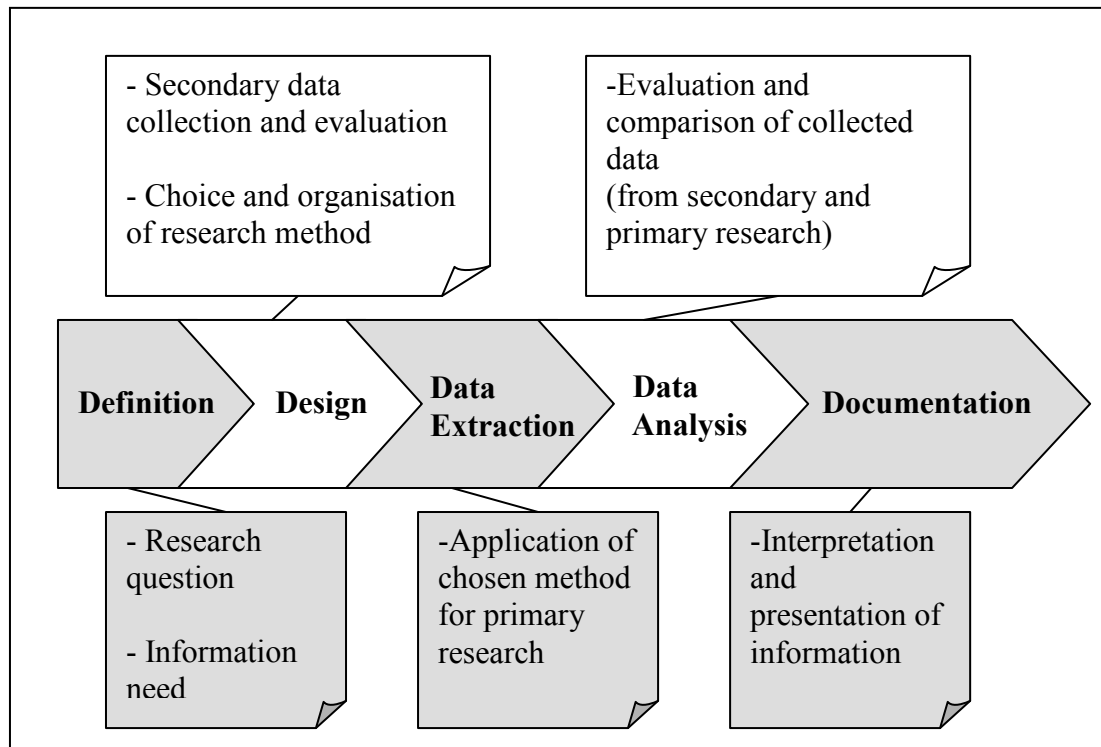 - Secondary data
collection and evaluation
- Choice and organisation
of research method
-Evaluation and
comparison of collected
data
(from secondary and
primary research)
Definition
Design
Data
Extraction
Data
Analysis
Documentation
- Research
question
- Information
need
-Application of
chosen method
for primary
research
-Interpretation
and
presentation of
information